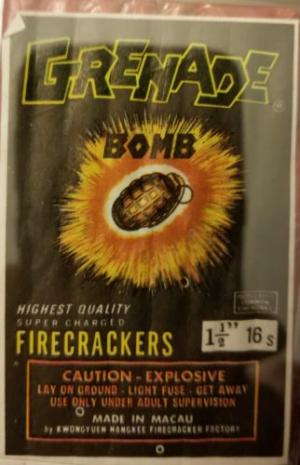 GRENADE
BOMB
HIGHEST QUALITY
SUPER CHARGED
FIRECRACKERS
1½" 16s
CAUTION - EXPLOSIVE
LAY ON GROUND - LIGHT FUSE - GET AWAY
USE ONLY UNDER ADULT SUPERVISION
MADE IN MACAU
by KWONGYUEN HANGKEE FIRECRACKER FACTORY